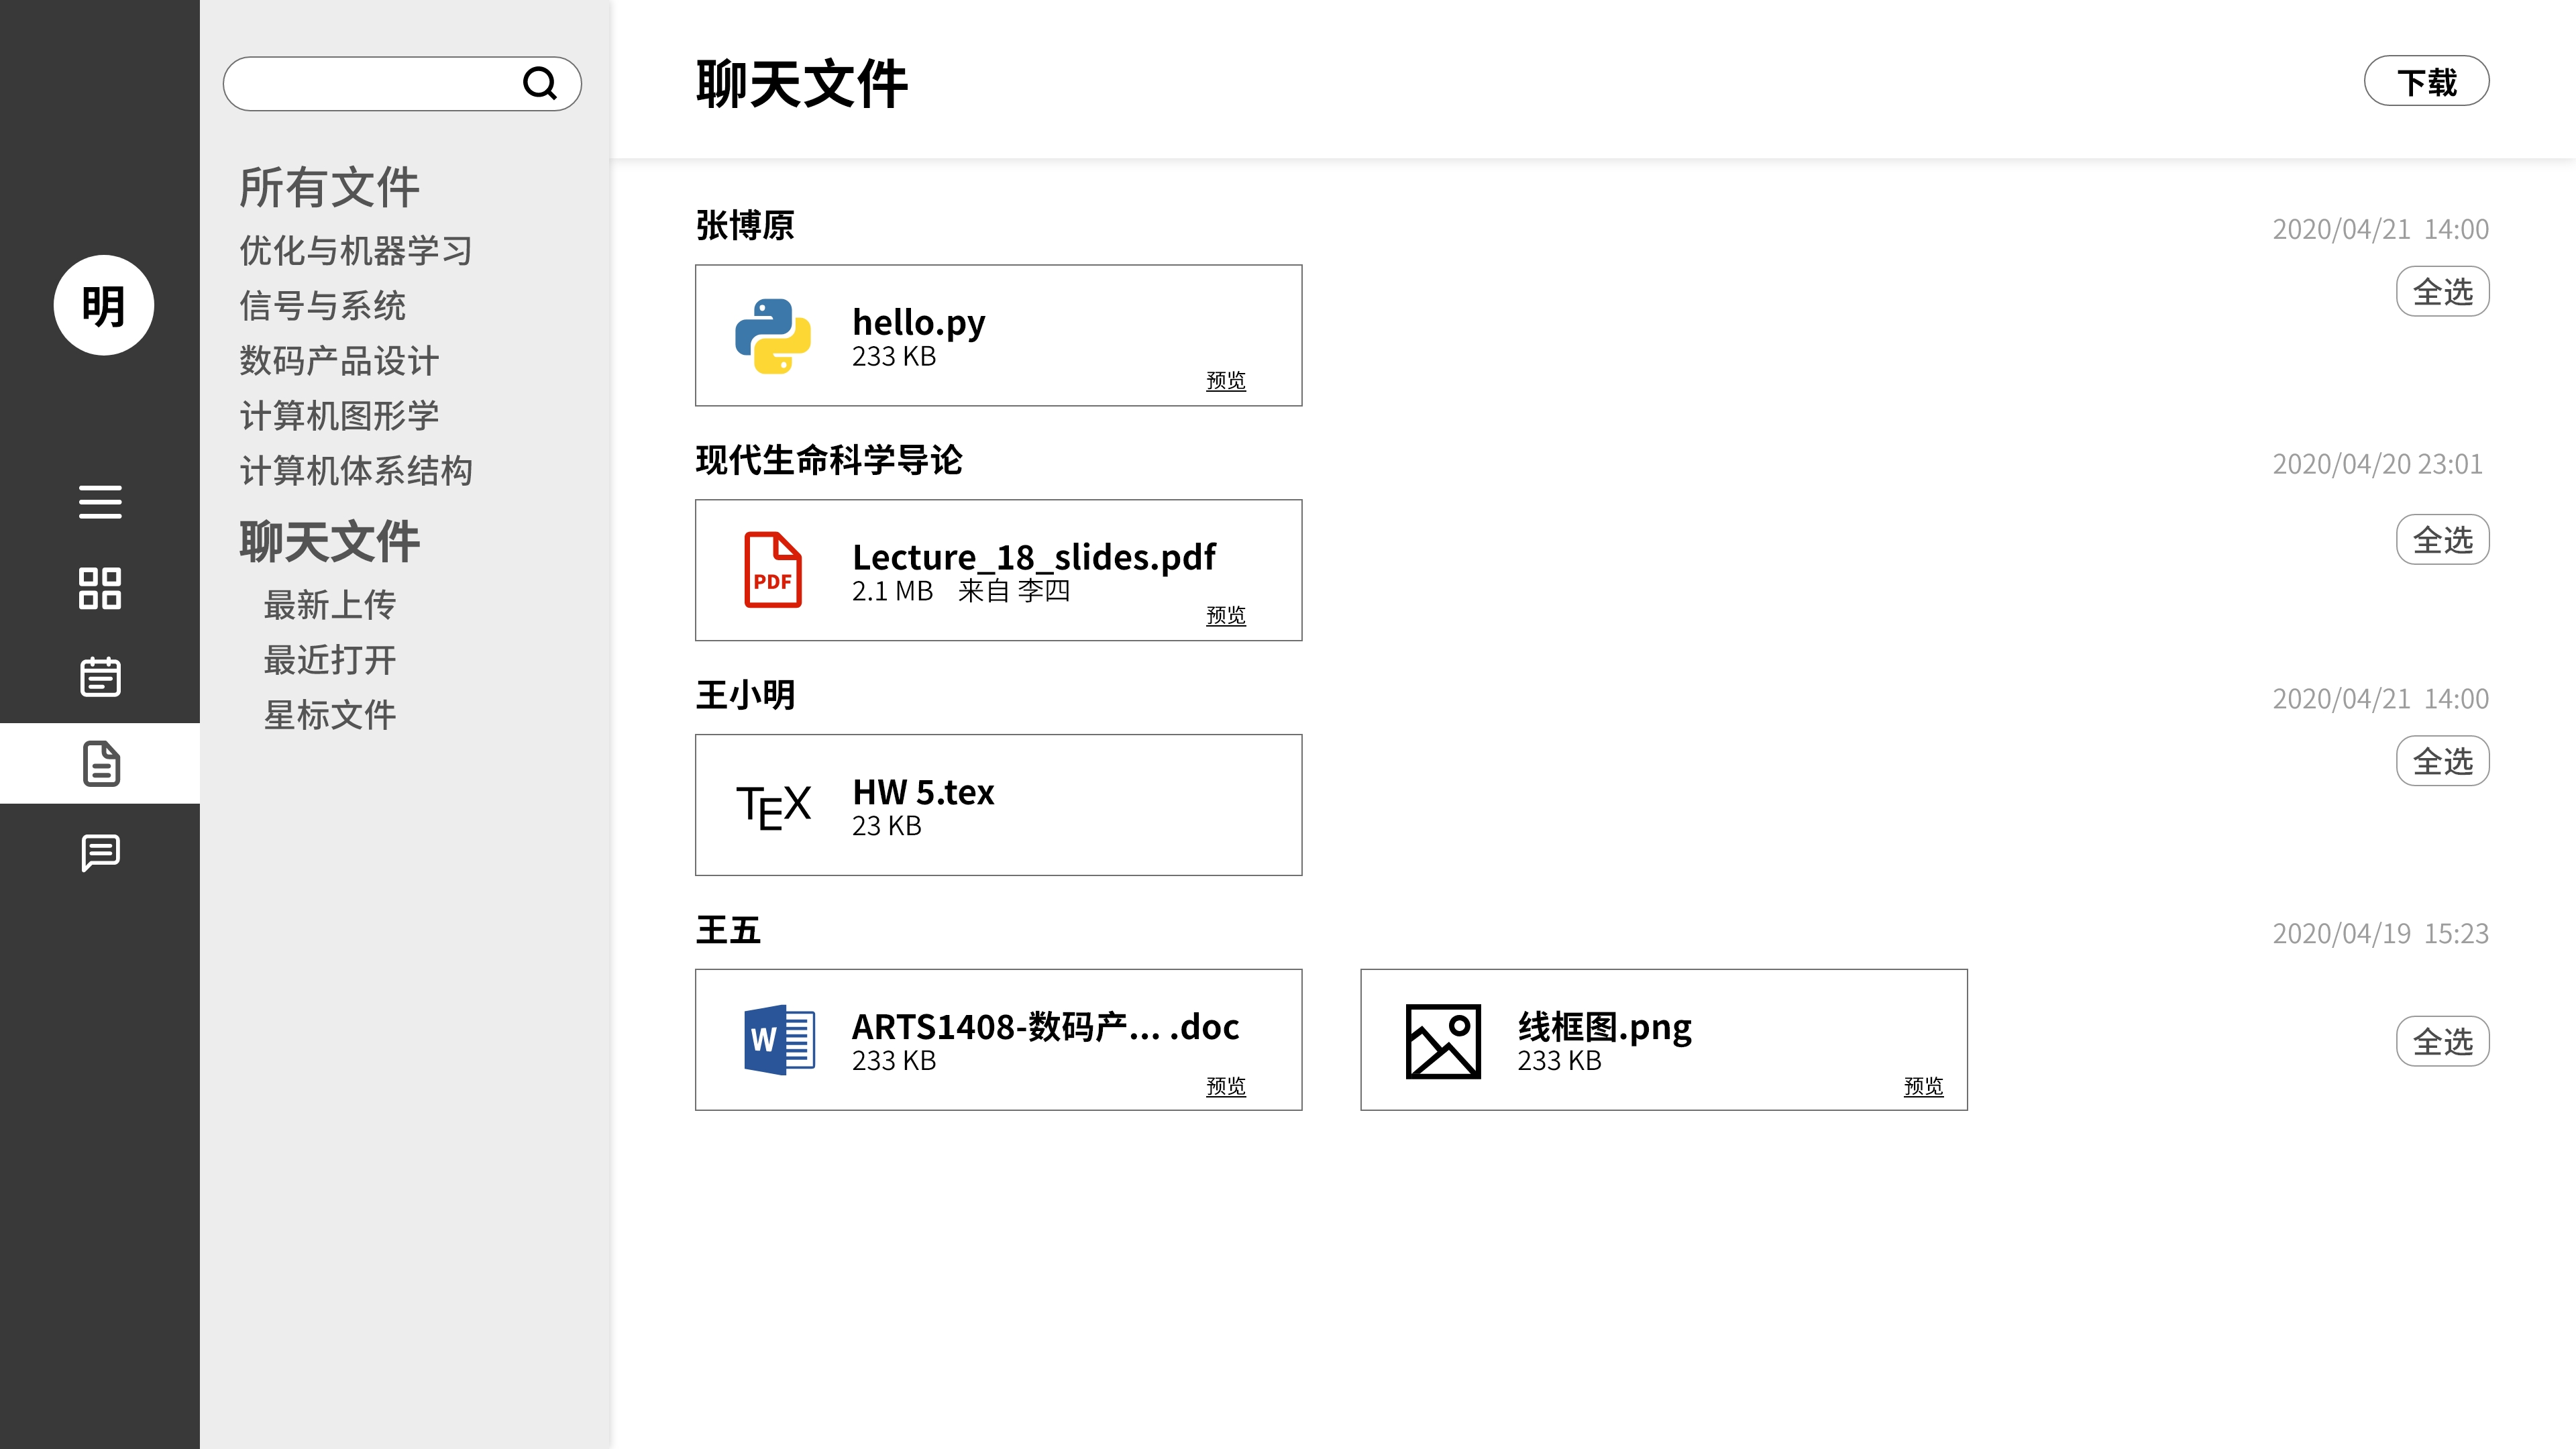 明
所有文件
优化与机器学习
信号与系统
数码产品设计
计算机图形学
计算机体系结构
聊天文件
最新上传
最近打开
星标文件
聊天文件
下载
张博原
2020/04/21 14:00
全选
hello.py
233 KB
预览
现代生命科学导论
2020/04/20 23:01
全选
PDF
Lecture_18_slides.pdf
2.1 MB 来自 李四
预览
王小明
2020/04/21 14:00
全选
TEX
HW 5.tex
23 KB
王五
2020/04/19 15:23
W
ARTS1408-数码产... .doc
233 KB
预览
线框图.png
233 KB
预览
全选